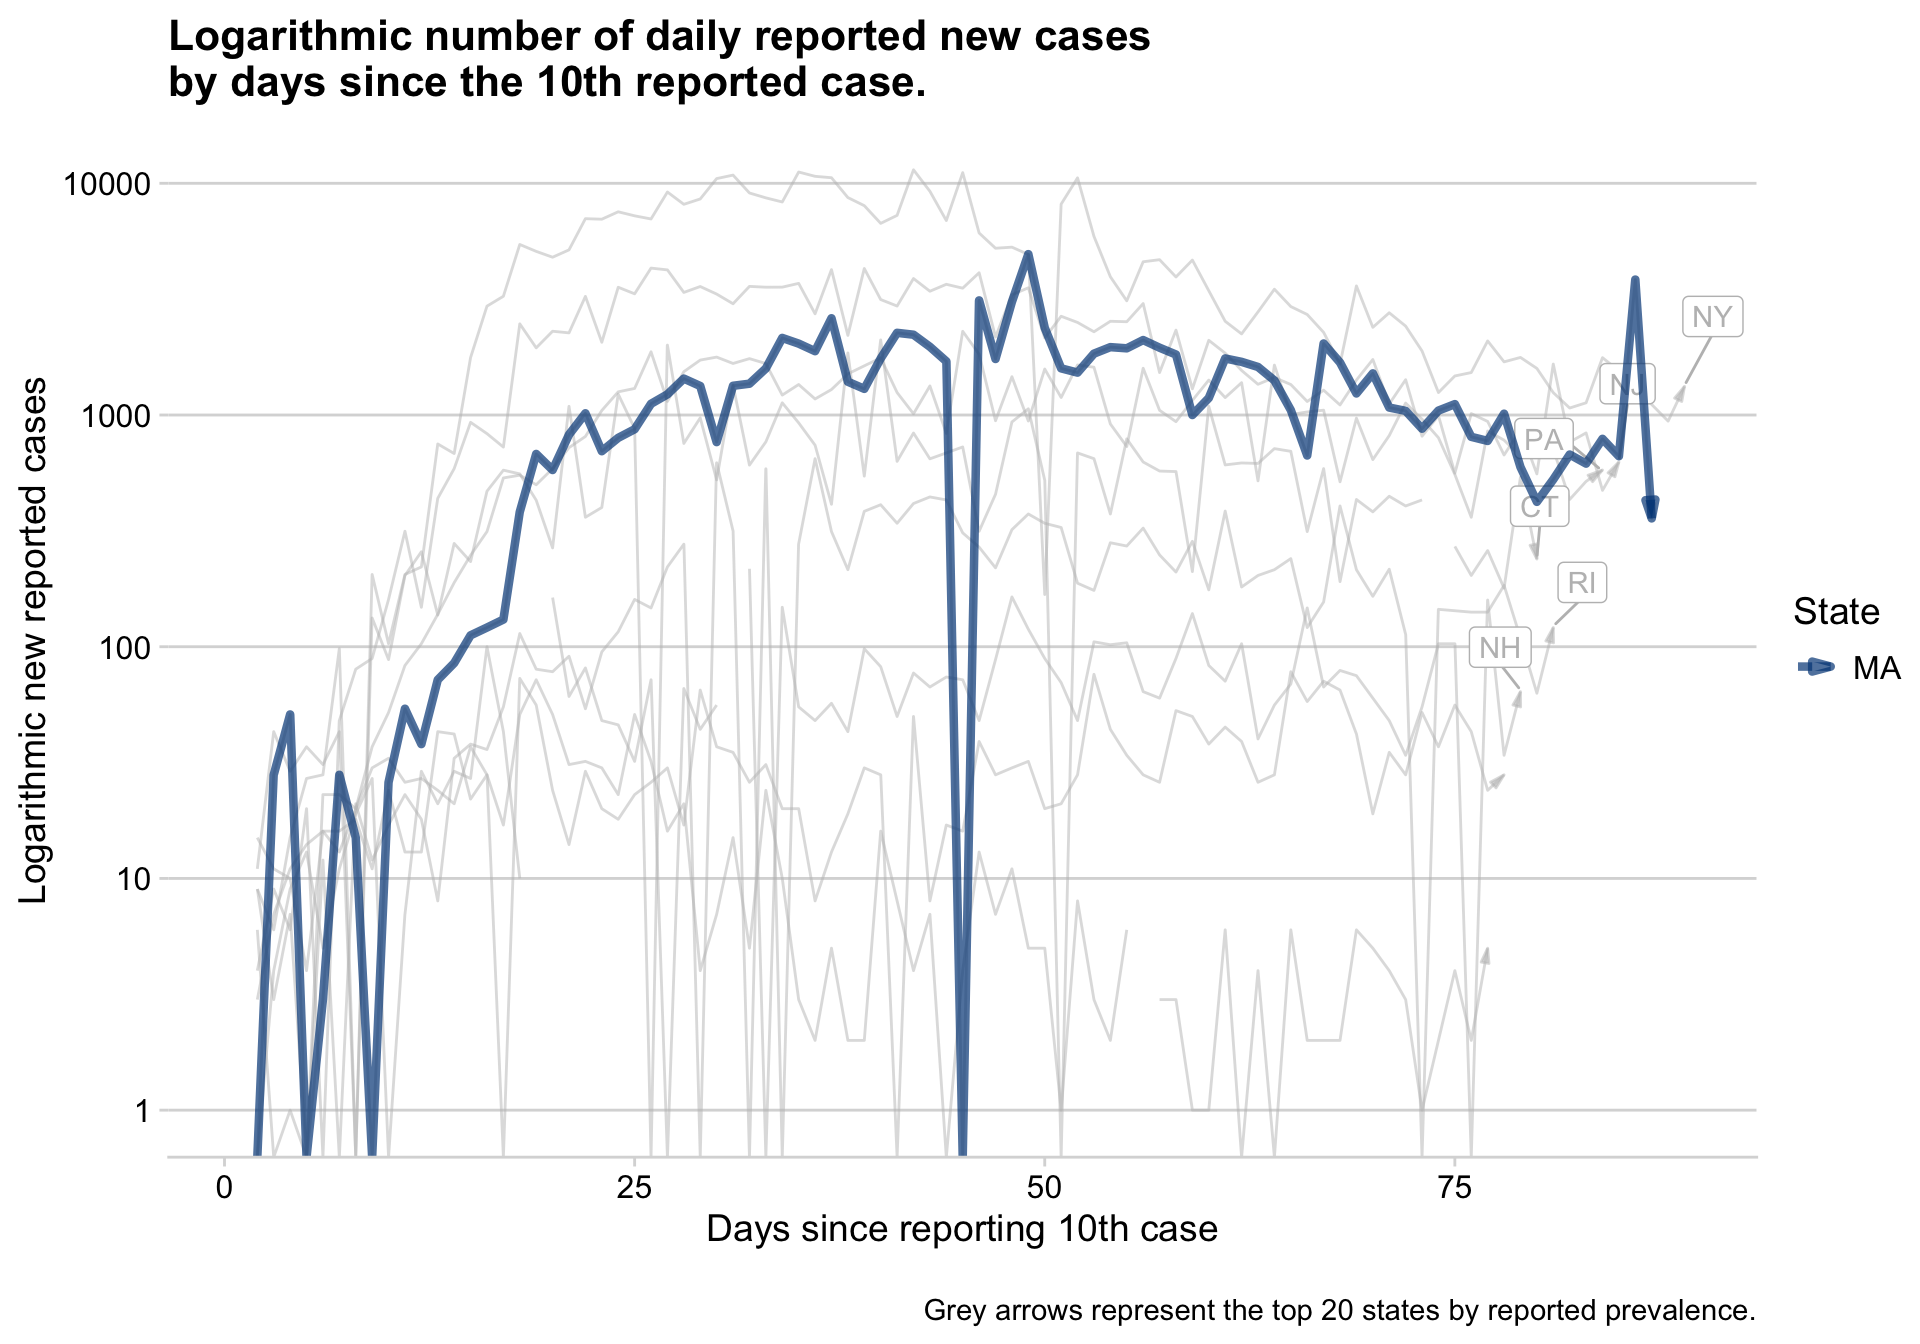 Logarithmic number of daily reported new cases
by days since the 10th reported case.
Logarithmic new reported cases
10000
1000
100
10
1
NY
NJ
PA
CT
RI
NH
State
MA
0
25
50
75
Days since reporting 10th case
Grey arrows represent the top 20 states by reported prevalence.